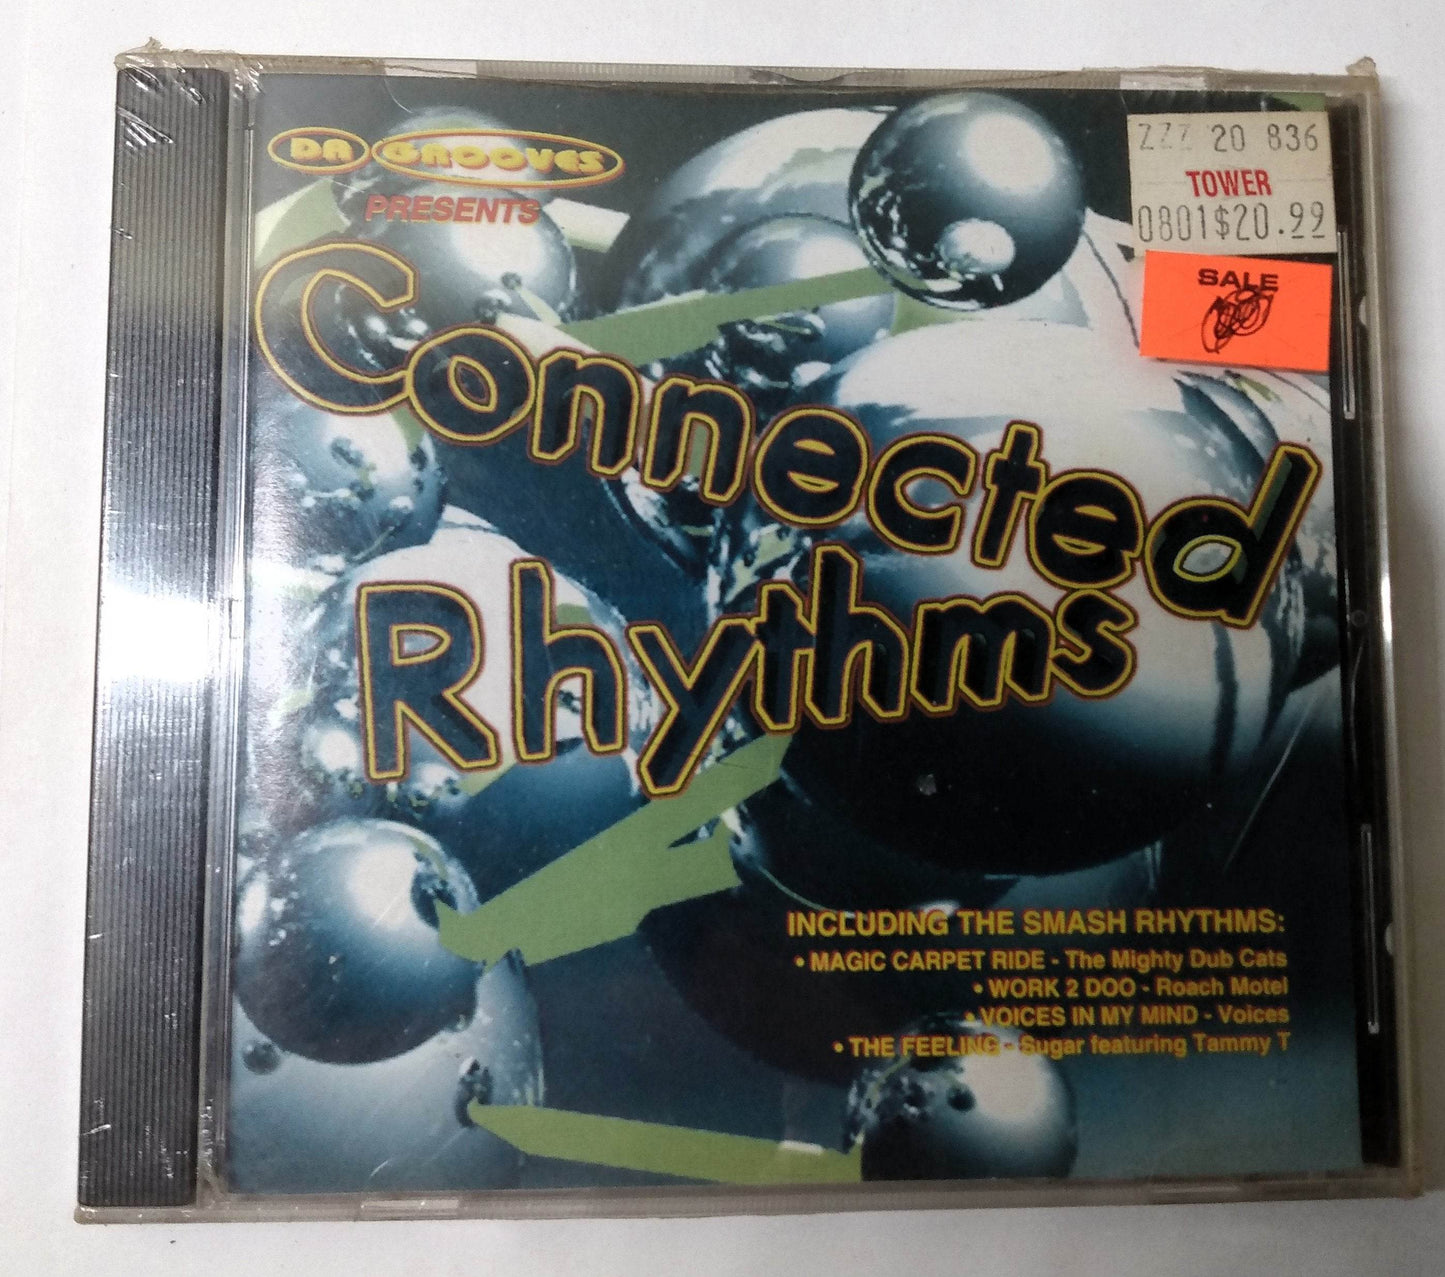 DA GROOVES
PRESENTS
Connected
Rhythms
ZZZ 20 836
TOWER
0801$20.99
SALE
INCLUDING THE SMASH RHYTHMS:
• MAGIC CARPET RIDE - The Mighty Dub Cats
• WORK 2 DOO - Roach Motel
• VOICES IN MY MIND - Voices
• THE FEELING - Sugar featuring Tammy T